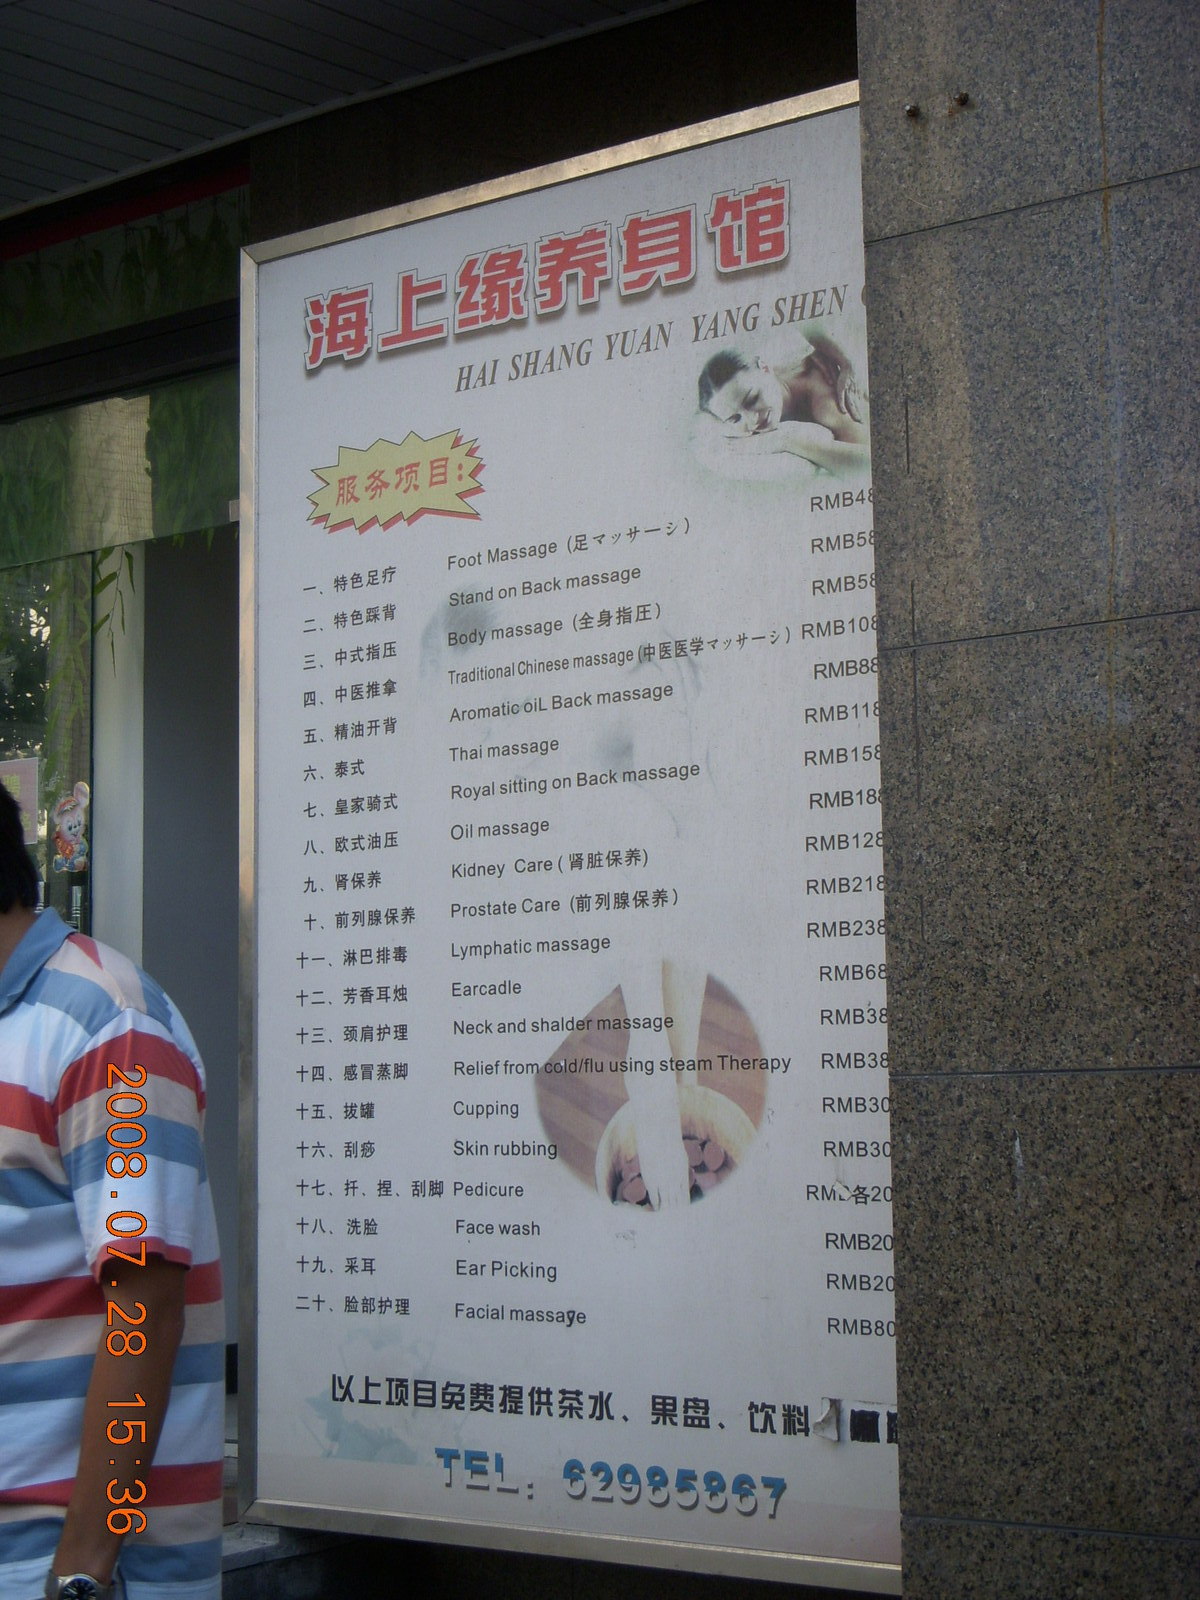 海上缘养身馆
HAI SHANG YUAN YANG SHEN
服务项目:
一、特色足疗 Foot Massage (足マッサーシ) RMB48
二、特色踩背 Stand on Back massage RMB58
三、中式指压 Body massage (全身指圧) RMB58
四、中医推拿 Traditional Chinese massage (中医医学マッサーシ) RMB108
五、精油开背 Aromatic oiL Back massage RMB88
六、泰式 Thai massage RMB118
七、皇家骑式 Royal sitting on Back massage RMB158
八、欧式油压 Oil massage RMB188
九、肾保养 Kidney Care (肾脏保养) RMB128
十、前列腺保养 Prostate Care (前列腺保养) RMB218
十一、淋巴排毒 Lymphatic massage RMB238
十二、芳香耳烛 Earcadle RMB68
十三、颈肩护理 Neck and shalder massage RMB38
十四、感冒蒸脚 Relief from cold/flu using steam Therapy RMB38
十五、拔罐 Cupping RMB30
十六、刮痧 Skin rubbing RMB30
十七、扦、捏、刮脚 Pedicure RMB各20
十八、洗脸 Face wash RMB20
十九、采耳 Ear Picking RMB20
二十、脸部护理 Facial massaye RMB80
以上项目免费提供茶水、果盘、饮料
TEL: 62985867
2008.07.28 15:36